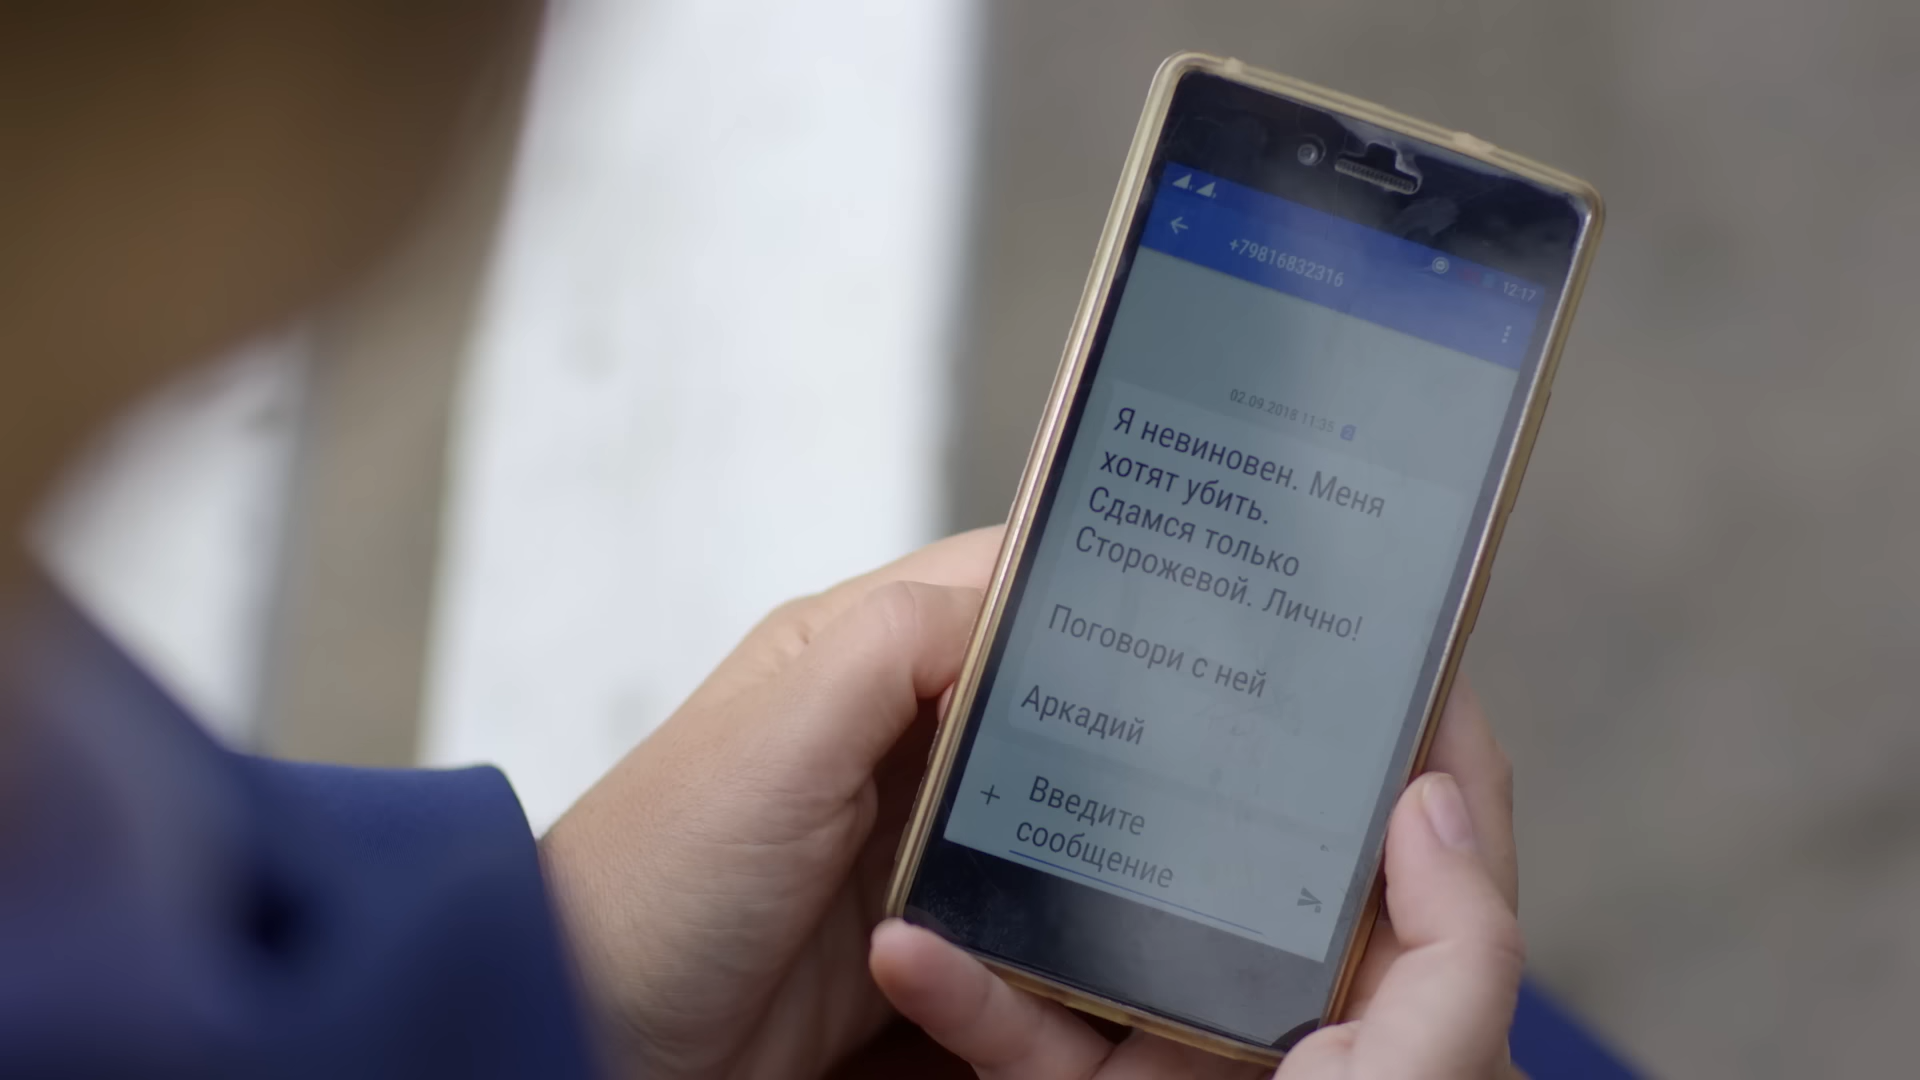 12:17
+79816832316
02.09.2018 11:35
Я невиновен. Меня
хотят убить.
Сдамся только
Сторожевой. Лично!
Поговори с ней
Аркадий
Введите
сообщение